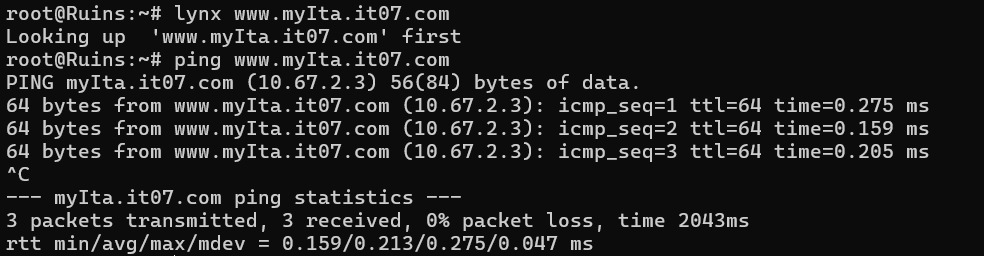 root@Ruins:~# lynx www.myIta.it07.com
Looking up  'www.myIta.it07.com' first
root@Ruins:~# ping www.myIta.it07.com
PING myIta.it07.com (10.67.2.3) 56(84) bytes of data.
64 bytes from www.myIta.it07.com (10.67.2.3): icmp_seq=1 ttl=64 time=0.275 ms
64 bytes from www.myIta.it07.com (10.67.2.3): icmp_seq=2 ttl=64 time=0.159 ms
64 bytes from www.myIta.it07.com (10.67.2.3): icmp_seq=3 ttl=64 time=0.205 ms
^C
--- myIta.it07.com ping statistics ---
3 packets transmitted, 3 received, 0% packet loss, time 2043ms
rtt min/avg/max/mdev = 0.159/0.213/0.275/0.047 ms